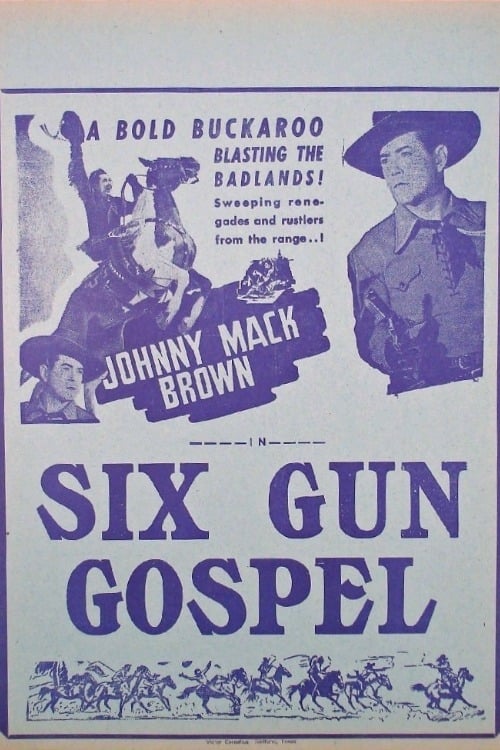 A BOLD BUCKAROO
BLASTING THE
BADLANDS!
Sweeping rene-
gades and rustlers
from the range..!
JOHNNY MACK
BROWN
IN
SIX GUN
GOSPEL
Texas